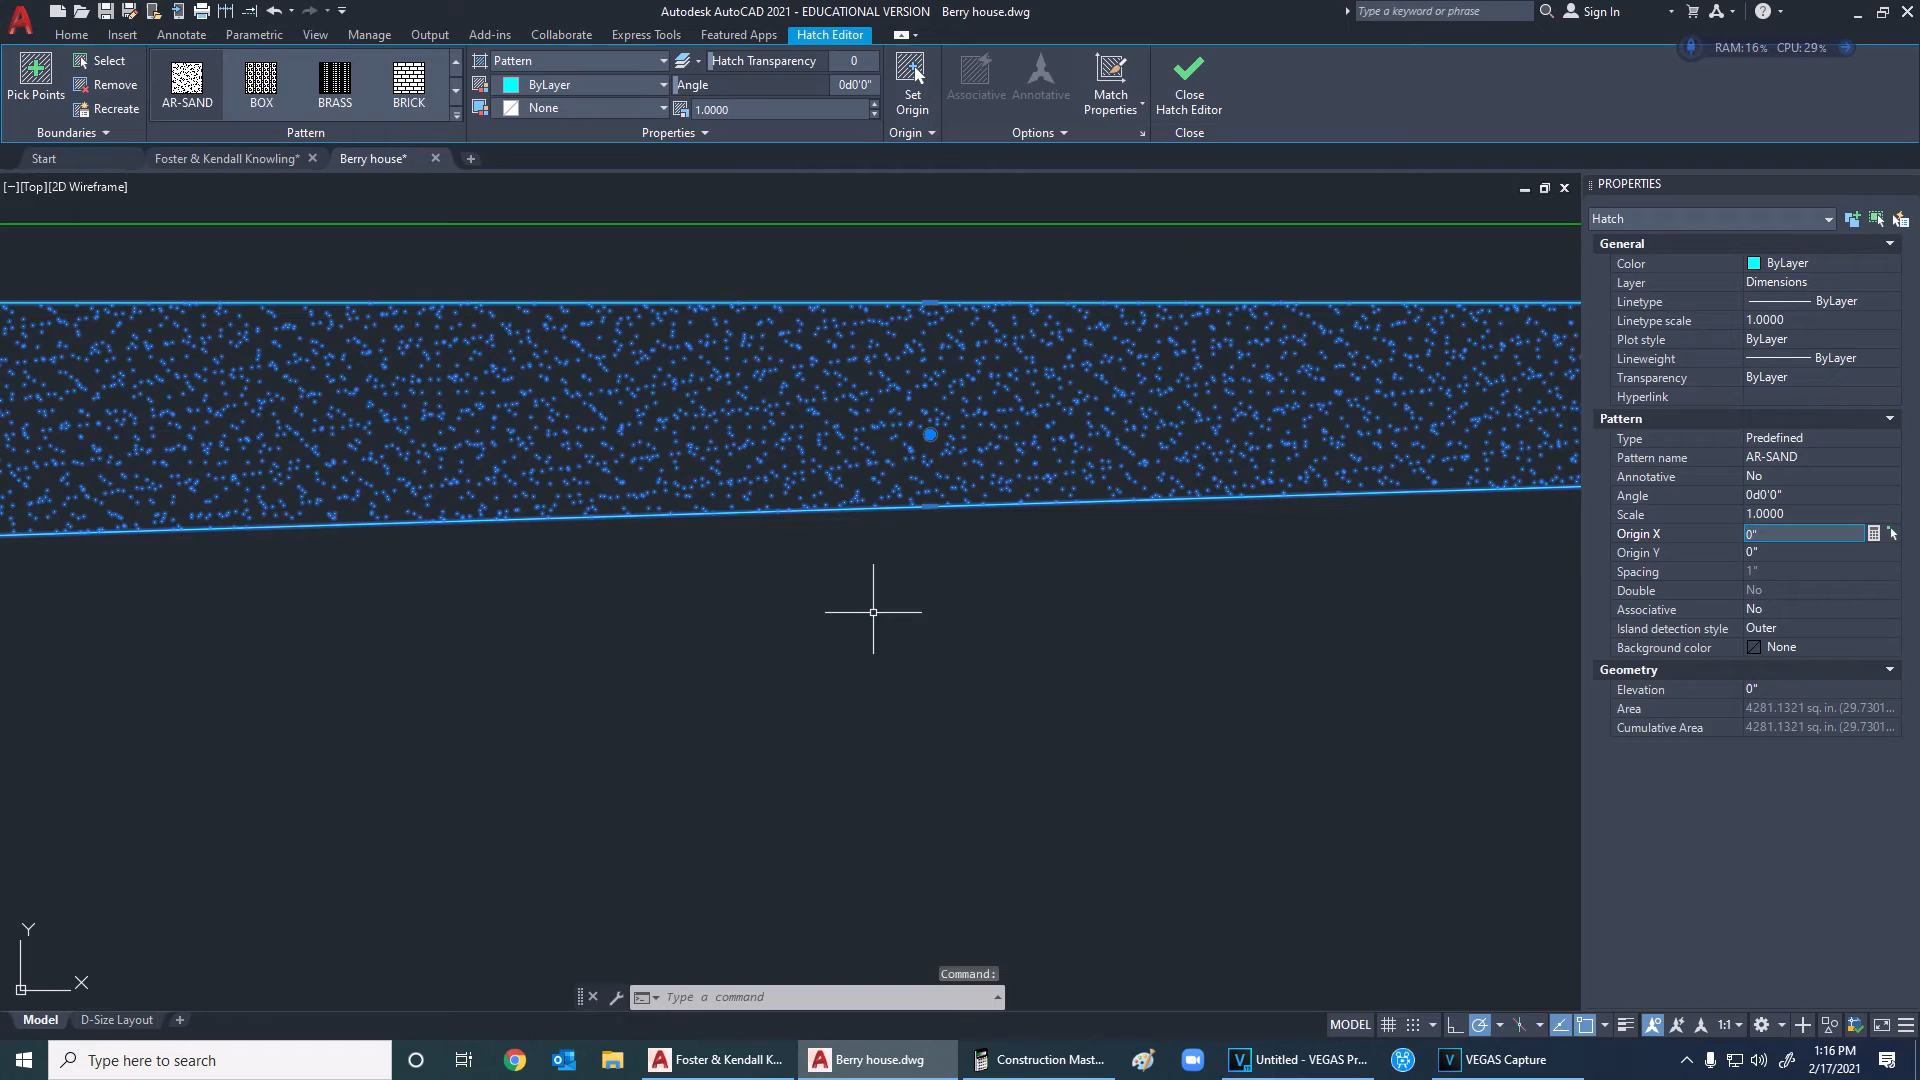 Autodesk AutoCAD 2021 - EDUCATIONAL VERSION Berry house.dwg
Type a keyword or phrase
Sign In
Home Insert Annotate Parametric View Manage Output Add-ins Collaborate Express Tools Featured Apps Hatch Editor
RAM:16% CPU:29%
Pick Points
Select
Remove
Recreate
AR-SAND BOX BRASS BRICK
Pattern
ByLayer
None
Hatch Transparency 0
Angle 0d0'0"
1.0000
Set Origin
Associative
Annotative
Match Properties
Close Hatch Editor
Boundaries Pattern Properties Origin Options Close
Start Foster & Kendall Knowling* Berry house*
[−][Top][2D Wireframe]
PROPERTIES
Hatch
General
Color ByLayer
Layer Dimensions
Linetype ByLayer
Linetype scale 1.0000
Plot style ByLayer
Lineweight ByLayer
Transparency ByLayer
Hyperlink
Pattern
Type Predefined
Pattern name AR-SAND
Annotative No
Angle 0d0'0"
Scale 1.0000
Origin X 0"
Origin Y 0"
Spacing 1"
Double No
Associative No
Island detection style Outer
Background color None
Geometry
Elevation 0"
Area 4281.1321 sq. in. (29.7301...
Cumulative Area 4281.1321 sq. in. (29.7301...
Y
X
Command:
Type a command
Model D-Size Layout
MODEL 1:1
Type here to search
Foster & Kendall K...
Berry house.dwg
Construction Mast...
Untitled - VEGAS Pr...
VEGAS Capture
1:16 PM
2/17/2021